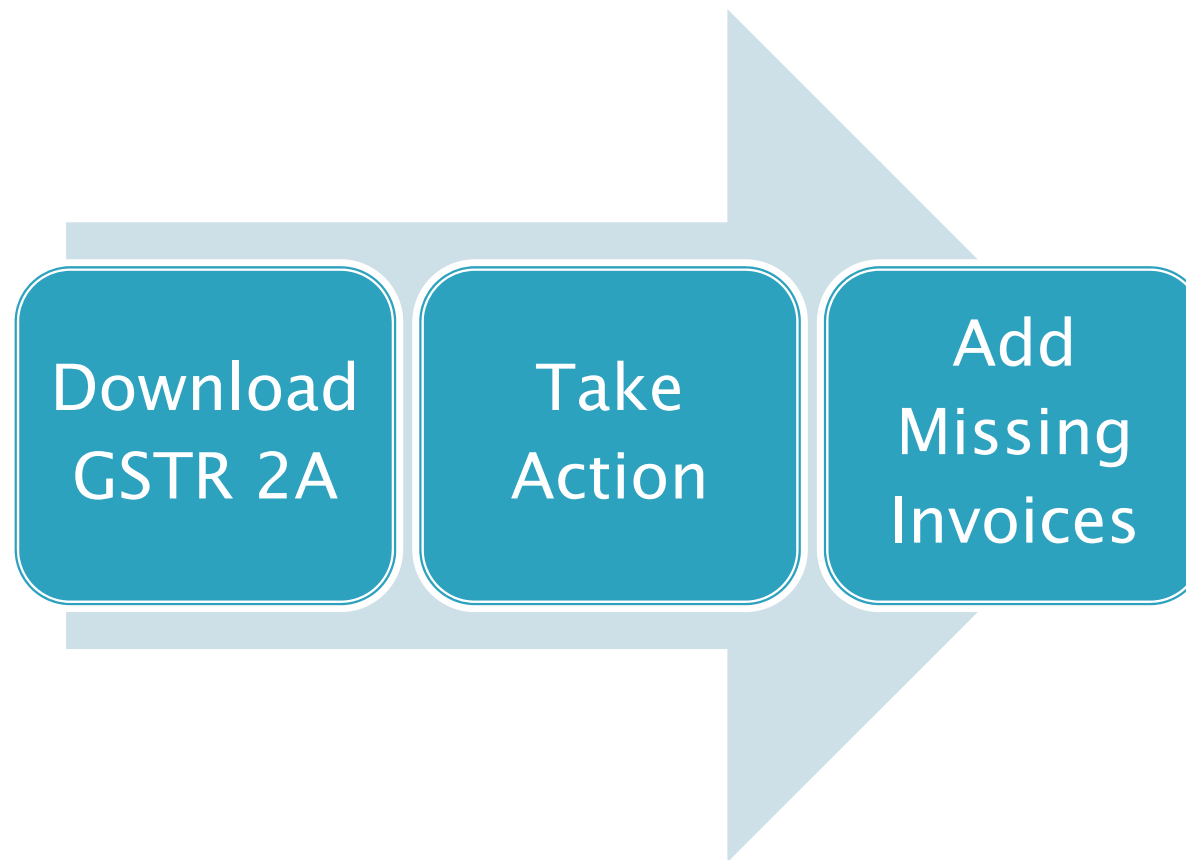 Download
GSTR 2A
Take
Action
Add
Missing
Invoices